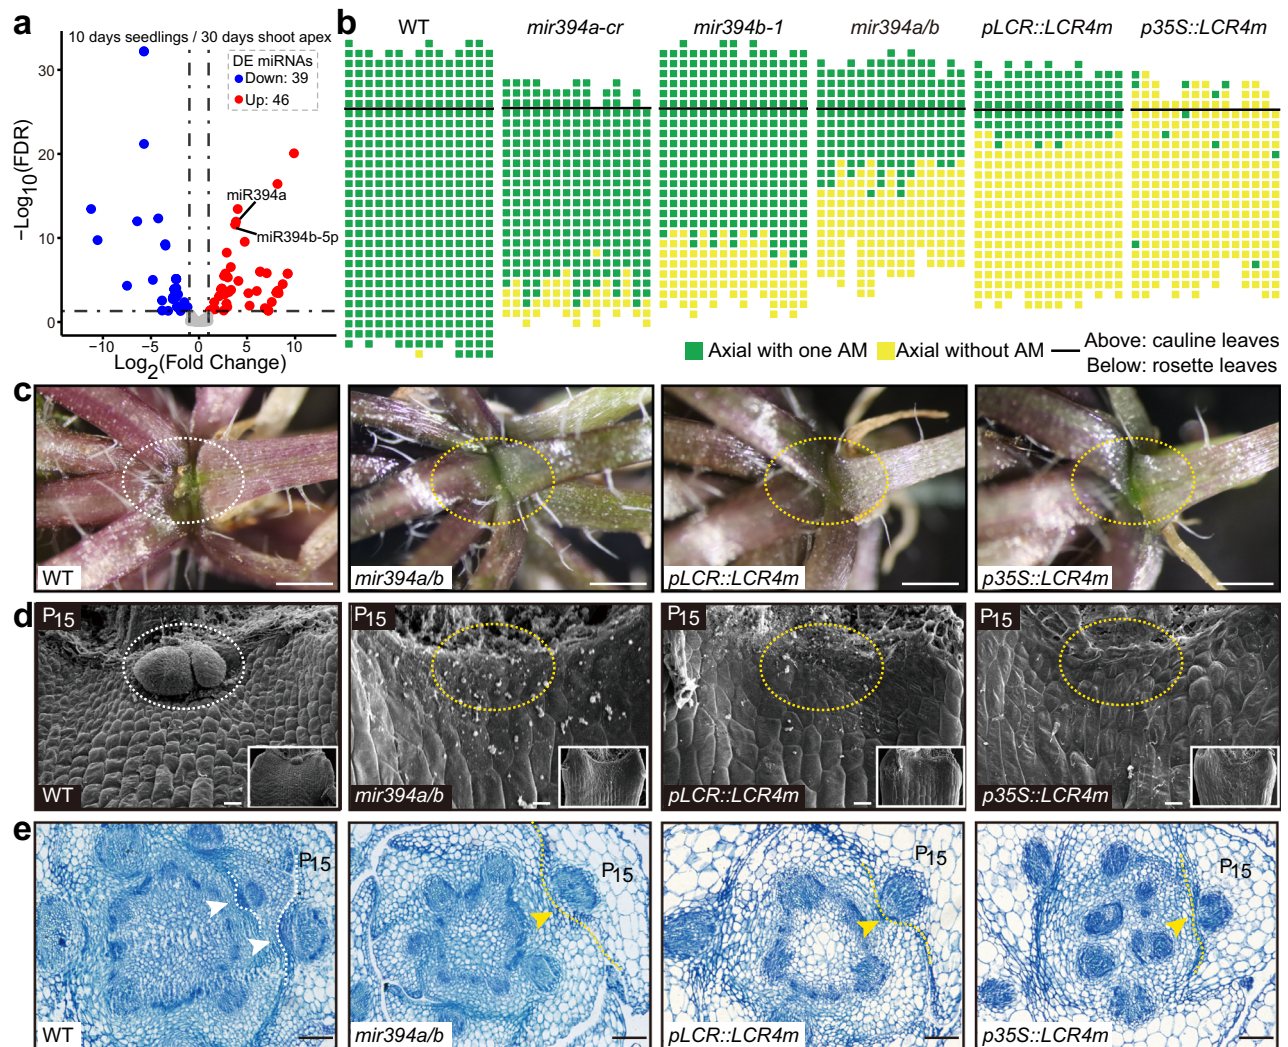 a
10 days seedlings / 30 days shoot apex
DE miRNAs
Down: 39
Up: 46
miR394a
miR394b-5p
−Log10(FDR)
30
20
10
0
−10
−5
0
5
10
Log2(Fold Change)
b
WT
mir394a-cr
mir394b-1
mir394a/b
pLCR::LCR4m
p35S::LCR4m
Axial with one AM
Axial without AM
Above: cauline leaves
Below: rosette leaves
c
WT
mir394a/b
pLCR::LCR4m
p35S::LCR4m
d
P15
P15
P15
P15
WT
mir394a/b
pLCR::LCR4m
p35S::LCR4m
e
P15
P15
P15
P15
WT
mir394a/b
pLCR::LCR4m
p35S::LCR4m